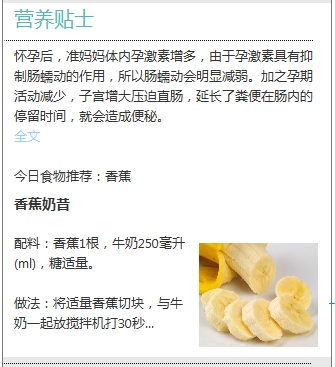 营养贴士
怀孕后，准妈妈体内孕激素增多，由于孕激素具有抑
制肠蠕动的作用，所以肠蠕动会明显减弱。加之孕期
活动减少，子宫增大压迫直肠，延长了粪便在肠内的
停留时间，就会造成便秘。
全文
今日食物推荐：香蕉
香蕉奶昔
配料：香蕉1根，牛奶250毫升
(ml)，糖适量。
做法：将适量香蕉切块，与牛
奶一起放搅拌机打30秒...